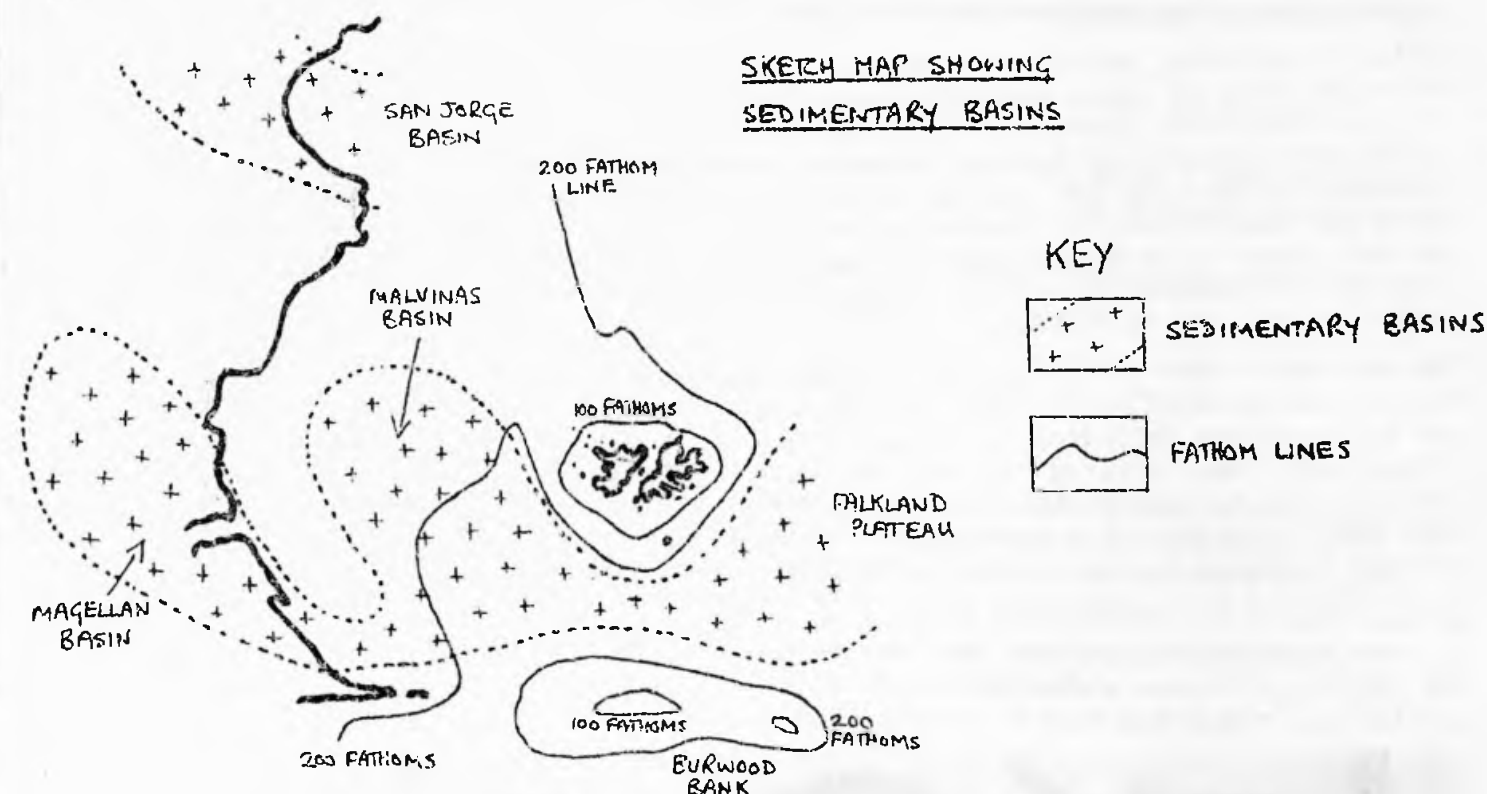 SKETCH MAP SHOWING
SEDIMENTARY BASINS
SAN JORGE
BASIN
200 FATHOM
LINE
KEY
MALVINAS
BASIN
SEDIMENTARY BASINS
100 FATHOMS
FATHOM LINES
FALKLAND
PLATEAU
MAGELLAN
BASIN
100 FATHOMS
200
FATHOMS
200 FATHOMS
BURWOOD
BANK